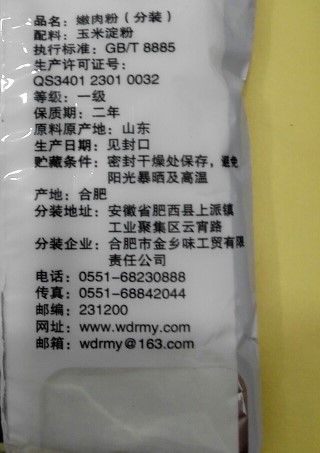 品名：嫩肉粉（分装）
配料：玉米淀粉
执行标准：GB/T 8885
生产许可证号：
QS3401 2301 0032
等级：一级
保质期：二年
原料原产地：山东
生产日期：见封口
贮藏条件：密封干燥处保存，避免
阳光暴晒及高温
产地：合肥
分装地址：安徽省肥西县上派镇
工业聚集区云宵路
分装企业：合肥市金乡味工贸有限
责任公司
电话：0551-68230888
传真：0551-68842044
邮编：231200
网址：www.wdrmy.com
邮箱：wdrmy@163.com